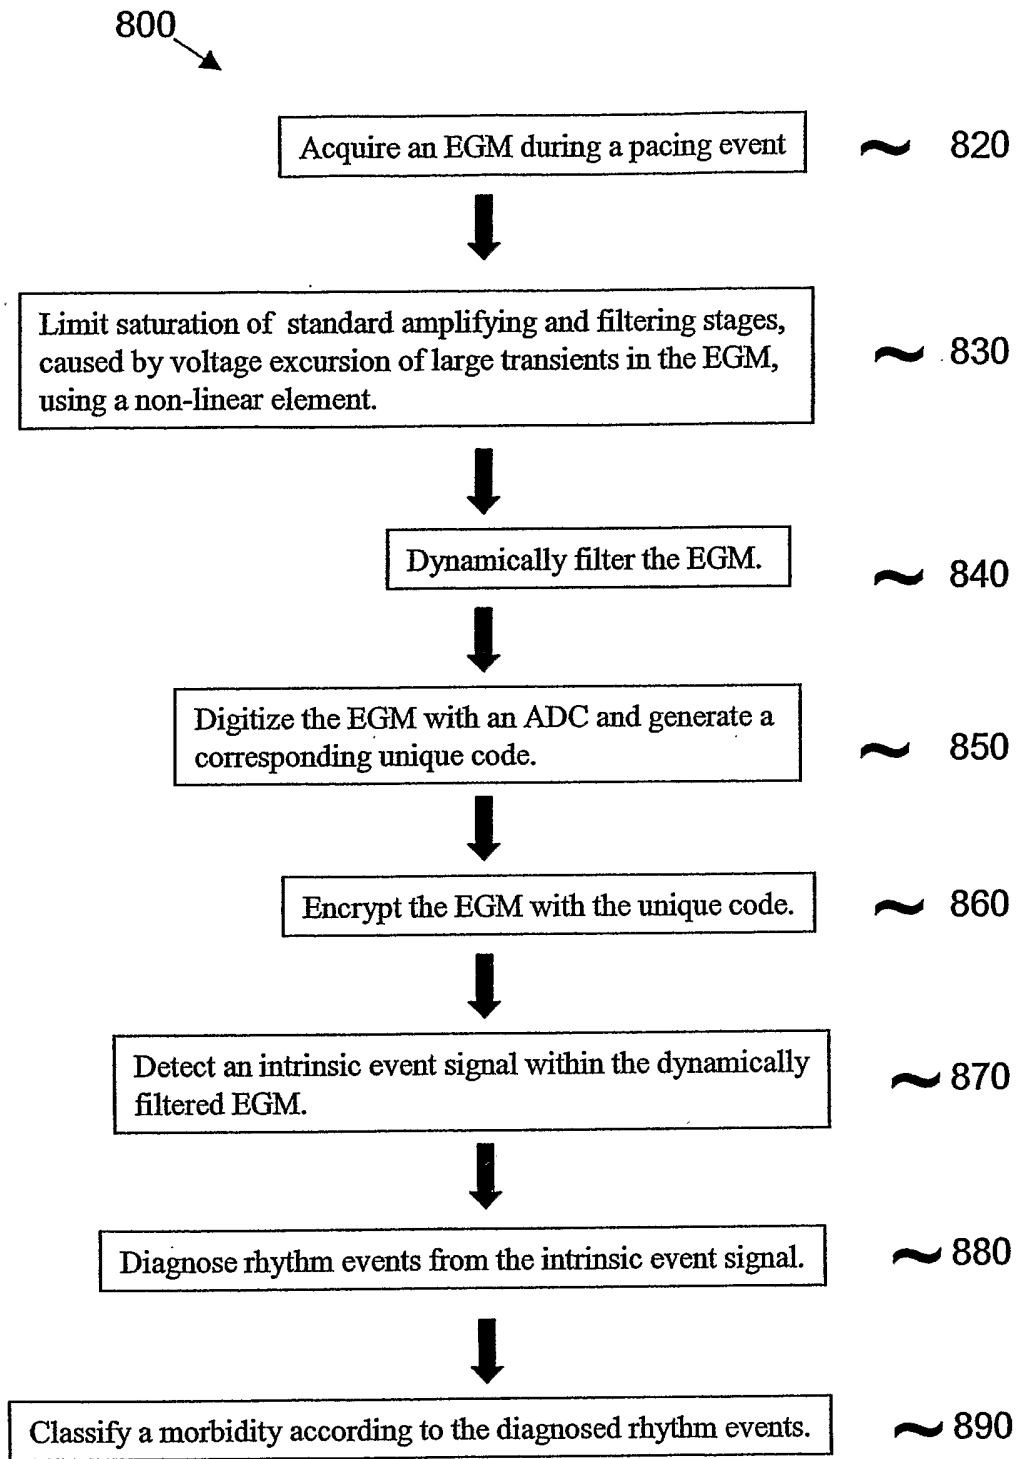 800
Acquire an EGM during a pacing event
820
Limit saturation of standard amplifying and filtering stages,
caused by voltage excursion of large transients in the EGM,
using a non-linear element.
830
Dynamically filter the EGM.
840
Digitize the EGM with an ADC and generate a
corresponding unique code.
850
Encrypt the EGM with the unique code.
860
Detect an intrinsic event signal within the dynamically
filtered EGM.
870
Diagnose rhythm events from the intrinsic event signal.
880
Classify a morbidity according to the diagnosed rhythm events.
890